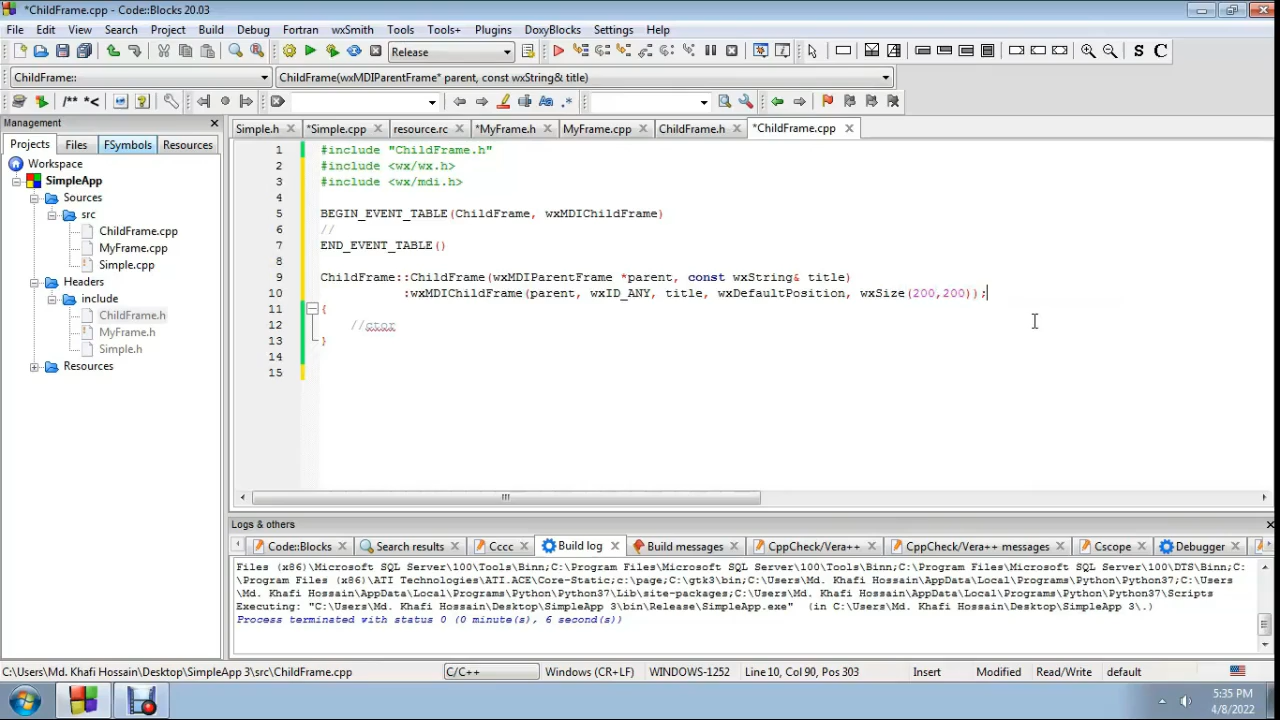 *ChildFrame.cpp - Code::Blocks 20.03
File Edit View Search Project Build Debug Fortran wxSmith Tools Tools+ Plugins DoxyBlocks Settings Help
Release
ChildFrame:: ChildFrame(wxMDIParentFrame* parent, const wxString& title)
/** *<
Management
Simple.h *Simple.cpp resource.rc *MyFrame.h MyFrame.cpp ChildFrame.h *ChildFrame.cpp
Projects Files FSymbols Resources
Workspace
SimpleApp
Sources
src
ChildFrame.cpp
MyFrame.cpp
Simple.cpp
Headers
include
ChildFrame.h
MyFrame.h
Simple.h
Resources
1 #include "ChildFrame.h"
2 #include <wx/wx.h>
3 #include <wx/mdi.h>
4
5 BEGIN_EVENT_TABLE(ChildFrame, wxMDIChildFrame)
6 //
7 END_EVENT_TABLE()
8
9 ChildFrame::ChildFrame(wxMDIParentFrame *parent, const wxString& title)
10 :wxMDIChildFrame(parent, wxID_ANY, title, wxDefaultPosition, wxSize(200,200));
11 {
12 //ctor
13 }
14
15
Logs & others
Code::Blocks Search results Cccc Build log Build messages CppCheck/Vera++ CppCheck/Vera++ messages Cscope Debugger
Files (x86)\Microsoft SQL Server\100\Tools\Binn;C:\Program Files\Microsoft SQL Server\100\Tools\Binn;C:\Program Files\Microsoft SQL Server\100\DTS\Binn;C:
\Program Files (x86)\ATI Technologies\ATI.ACE\Core-Static;c:\page;C:\gtk3\bin;C:\Users\Md. Khafi Hossain\AppData\Local\Programs\Python\Python37;C:\Users
\Md. Khafi Hossain\AppData\Local\Programs\Python\Python37\Lib\site-packages;C:\Users\Md. Khafi Hossain\AppData\Local\Programs\Python\Python37\Scripts
Executing: "C:\Users\Md. Khafi Hossain\Desktop\SimpleApp 3\bin\Release\SimpleApp.exe" (in C:\Users\Md. Khafi Hossain\Desktop\SimpleApp 3\.)
Process terminated with status 0 (0 minute(s), 6 second(s))
C:\Users\Md. Khafi Hossain\Desktop\SimpleApp 3\src\ChildFrame.cpp C/C++ Windows (CR+LF) WINDOWS-1252 Line 10, Col 90, Pos 303 Insert Modified Read/Write default
5:35 PM
4/8/2022